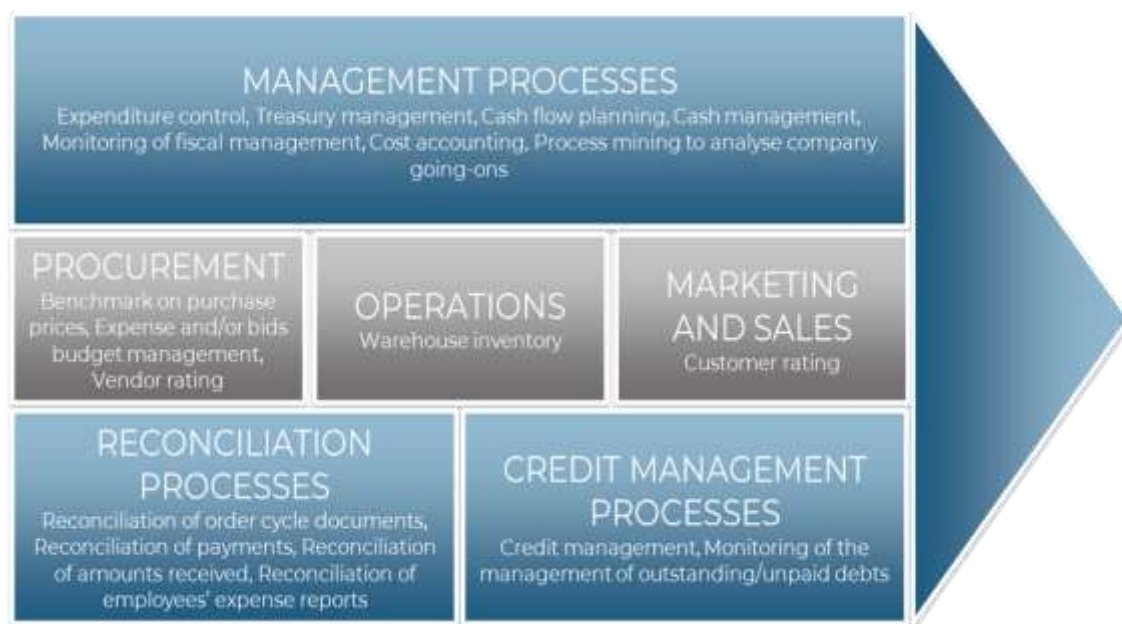 MANAGEMENT PROCESSES
Expenditure control, Treasury management, Cash flow planning, Cash management,
Monitoring of fiscal management, Cost accounting, Process mining to analyse company
going-ons
PROCUREMENT
Benchmark on purchase
prices, Expense and/or bids
budget management,
Vendor rating
OPERATIONS
Warehouse inventory
MARKETING
AND SALES
Customer rating
RECONCILIATION
PROCESSES
Reconciliation of order cycle documents,
Reconciliation of payments, Reconciliation
of amounts received, Reconciliation of
employees' expense reports
CREDIT MANAGEMENT
PROCESSES
Credit management, Monitoring of the
management of outstanding/unpaid debts